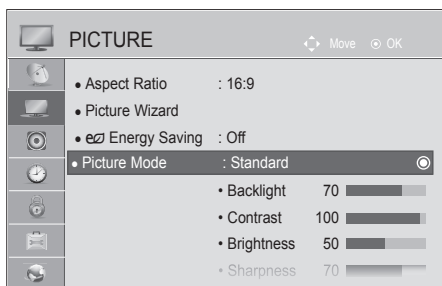 PICTURE
Move OK
• Aspect Ratio : 16:9
• Picture Wizard
• Energy Saving : Off
• Picture Mode : Standard
• Backlight 70
• Contrast 100
• Brightness 50
• Sharpness 70